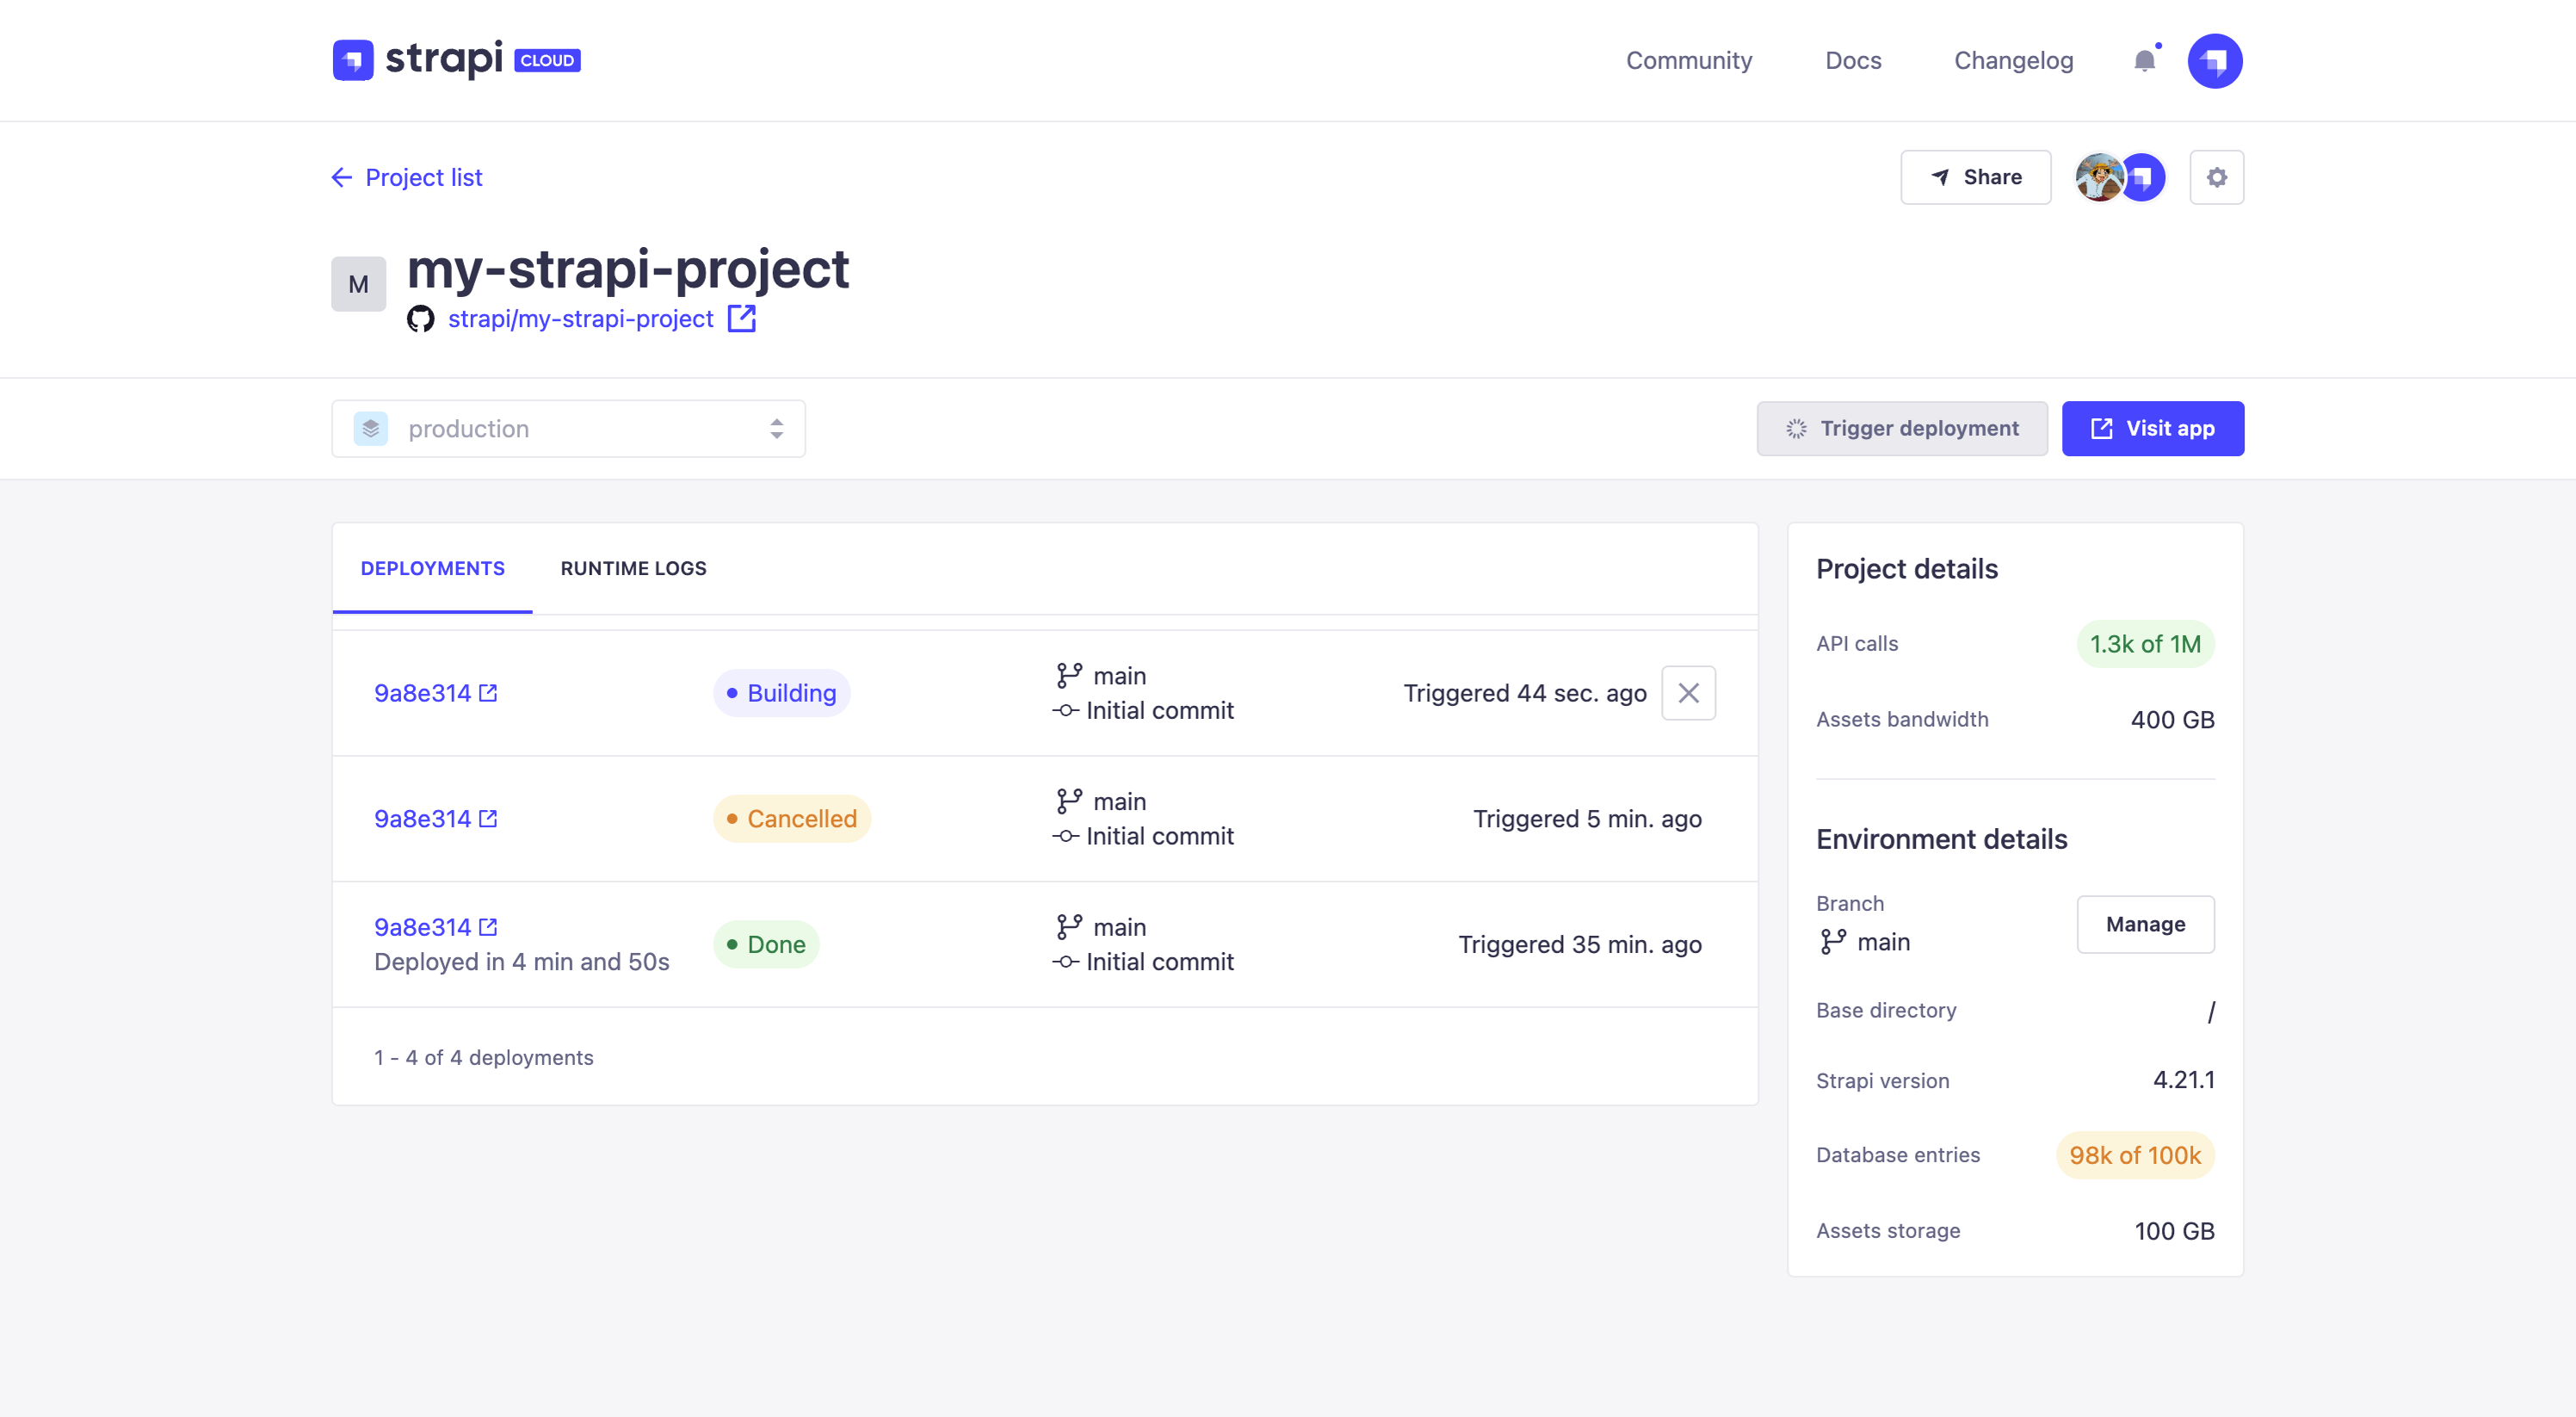 strapi CLOUD
Community
Docs
Changelog
Project list
Share
M
my-strapi-project
strapi/my-strapi-project
production
Trigger deployment
Visit app
DEPLOYMENTS
RUNTIME LOGS
9a8e314
Building
main
Initial commit
Triggered 44 sec. ago
9a8e314
Cancelled
main
Initial commit
Triggered 5 min. ago
9a8e314
Deployed in 4 min and 50s
Done
main
Initial commit
Triggered 35 min. ago
1 - 4 of 4 deployments
Project details
API calls
1.3k of 1M
Assets bandwidth
400 GB
Environment details
Branch
main
Manage
Base directory
/
Strapi version
4.21.1
Database entries
98k of 100k
Assets storage
100 GB